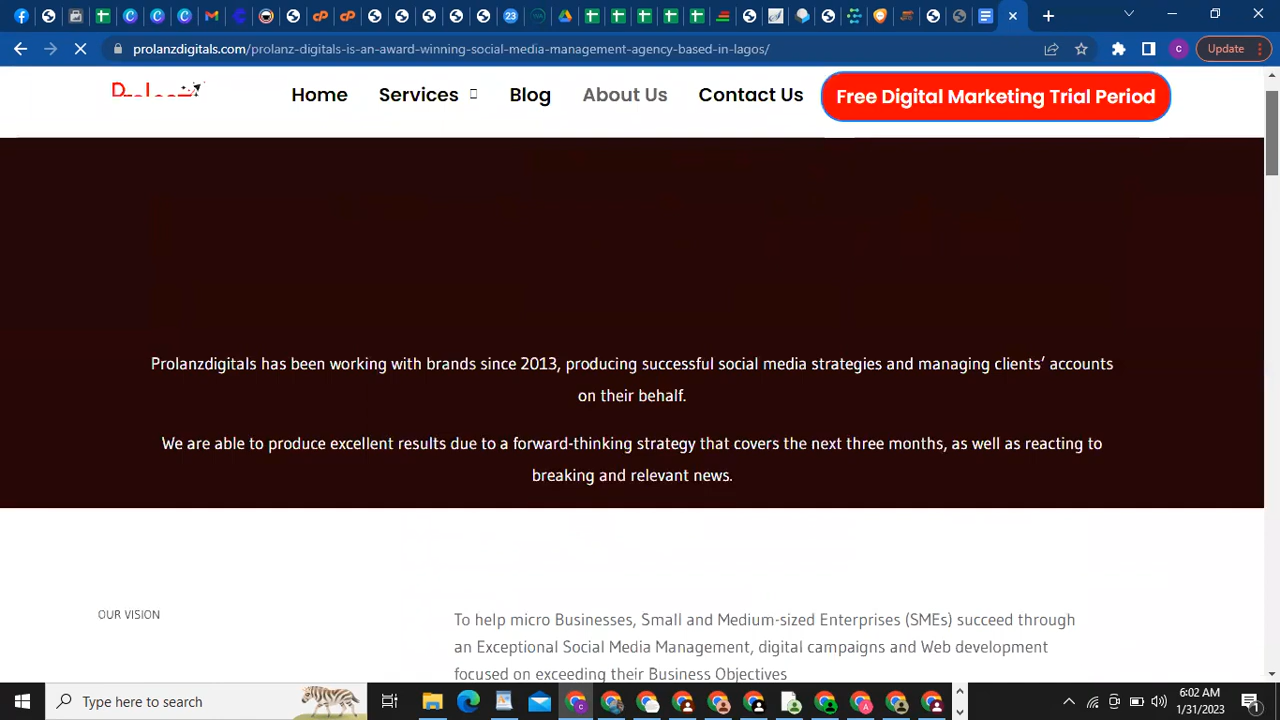 23
prolanzdigitals.com/prolanz-digitals-is-an-award-winning-social-media-management-agency-based-in-lagos/
c
Update
Home
Services
Blog
About Us
Contact Us
Free Digital Marketing Trial Period
Prolanzdigitals has been working with brands since 2013, producing successful social media strategies and managing clients’ accounts
on their behalf.
We are able to produce excellent results due to a forward-thinking strategy that covers the next three months, as well as reacting to
breaking and relevant news.
OUR VISION
To help micro Businesses, Small and Medium-sized Enterprises (SMEs) succeed through
an Exceptional Social Media Management, digital campaigns and Web development
focused on exceeding their Business Objectives
Type here to search
6:02 AM
1/31/2023